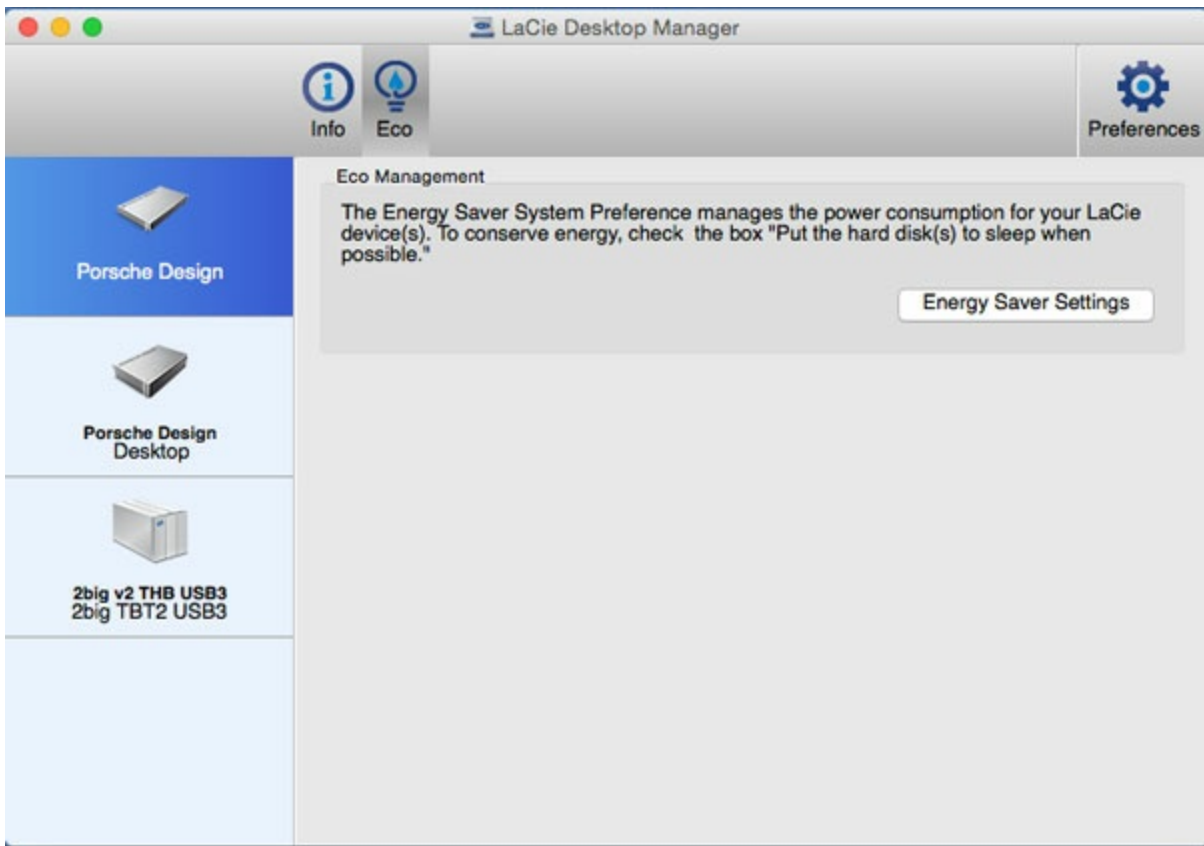 LaCie Desktop Manager
Info
Eco
Preferences
Porsche Design
Porsche Design
Desktop
2big v2 THB USB3
2big TBT2 USB3
Eco Management
The Energy Saver System Preference manages the power consumption for your LaCie
device(s). To conserve energy, check  the box "Put the hard disk(s) to sleep when
possible."
Energy Saver Settings